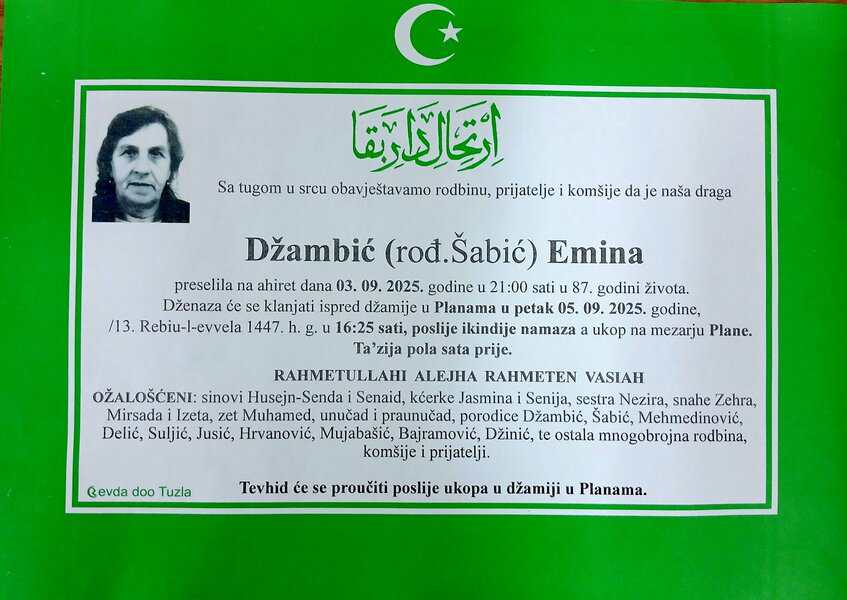 اِرْتِحَالِ دَارِ بَقَا
Sa tugom u srcu obavještavamo rodbinu, prijatelje i komšije da je naša draga
Džambić (rođ.Šabić) Emina
preselila na ahiret dana 03. 09. 2025. godine u 21:00 sati u 87. godini života.
Dženaza će se klanjati ispred džamije u Planama u petak 05. 09. 2025. godine,
/13. Rebiu-l-evvela 1447. h. g. u 16:25 sati, poslije ikindije namaza a ukop na mezarju Plane.
Ta'zija pola sata prije.
RAHMETULLAHI ALEJHA RAHMETEN VASIAH
OŽALOŠĆENI: sinovi Husejn-Senda i Senaid, kćerke Jasmina i Senija, sestra Nezira, snahe Zehra,
Mirsada i Izeta, zet Muhamed, unučad i praunučad, porodice Džambić, Šabić, Mehmedinović,
Delić, Suljić, Jusić, Hrvanović, Mujabašić, Bajramović, Džinić, te ostala mnogobrojna rodbina,
komšije i prijatelji.
Revda doo Tuzla
Tevhid će se proučiti poslije ukopa u džamiji u Planama.